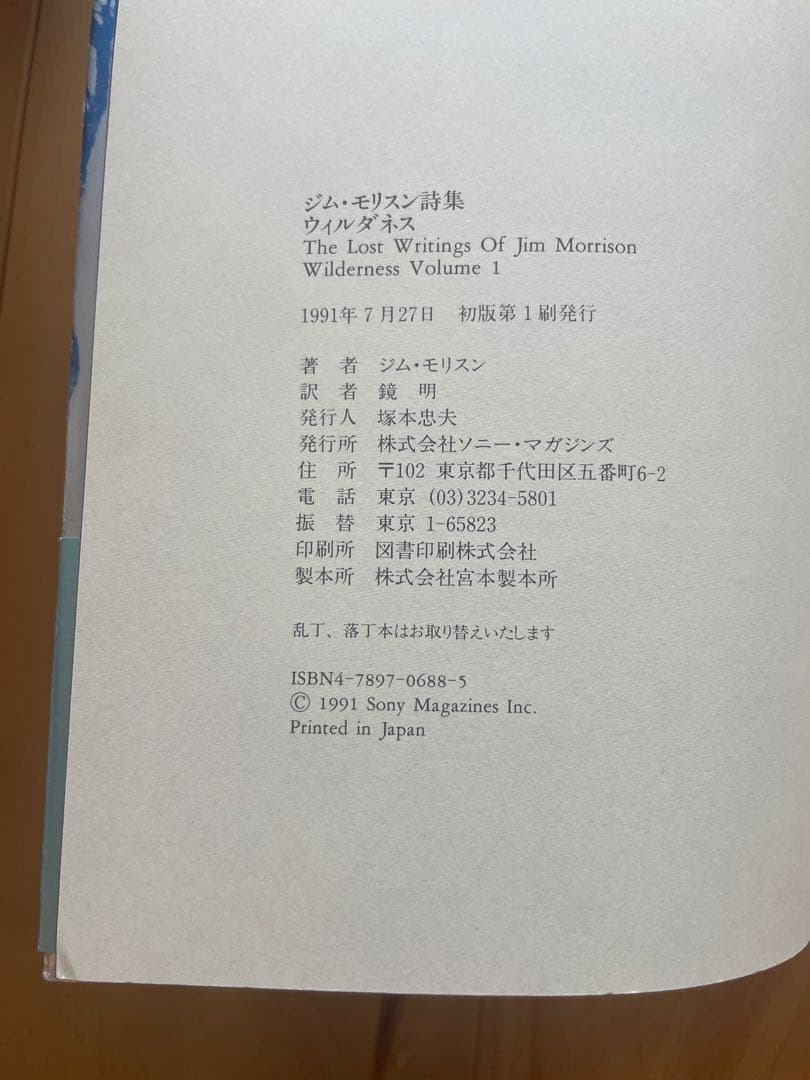 ジム・モリスン詩集
ウィルダネス
The Lost Writings Of Jim Morrison
Wilderness Volume 1
1991年7月27日 初版第1刷発行
著 者 ジム・モリスン
訳 者 鏡 明
発行人 塚本忠夫
発行所 株式会社ソニー・マガジンズ
住 所 〒102 東京都千代田区五番町6-2
電 話 東京 (03)3234-5801
振 替 東京 1-65823
印刷所 図書印刷株式会社
製本所 株式会社宮本製本所
乱丁、落丁本はお取り替えいたします
ISBN4-7897-0688-5
© 1991 Sony Magazines Inc.
Printed in Japan